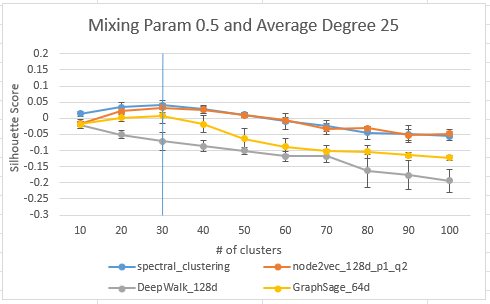 Mixing Param 0.5 and Average Degree 25
0.2
0.15
0.1
0.05
0
-0.05
-0.1
-0.15
-0.2
-0.25
-0.3
Silhouette Score
10 20 30 40 50 60 70 80 90 100
# of clusters
spectral_clustering node2vec_128d_p1_q2
DeepWalk_128d GraphSage_64d